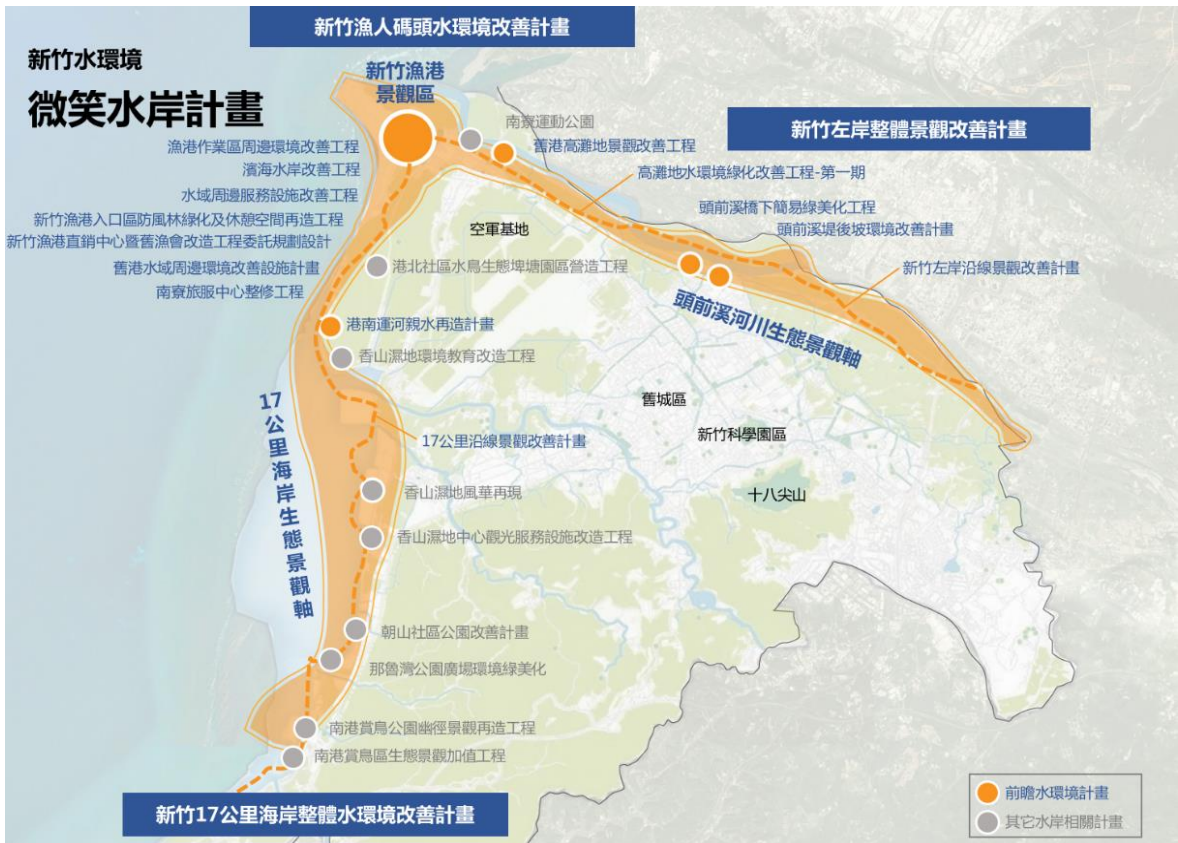 新竹漁人碼頭水環境改善計畫
新竹水環境
微笑水岸計畫
新竹漁港
景觀區
南寮運動公園
舊港高灘地景觀改善工程
新竹左岸整體景觀改善計畫
漁港作業區周邊環境改善工程
濱海水岸改善工程
水域周邊服務設施改善工程
新竹漁港入口區防風林綠化及休憩空間再造工程
新竹漁港直銷中心暨舊漁會改造工程委託規劃設計
舊港水域周邊環境改善設施計畫
南寮旅服中心整修工程
高灘地水環境綠化改善工程-第一期
頭前溪橋下簡易綠美化工程
頭前溪堤後坡環境改善計畫
新竹左岸沿線景觀改善計畫
空軍基地
港北社區水鳥生態埤塘園區營造工程
頭前溪河川生態景觀軸
港南運河親水再造計畫
香山濕地環境教育改造工程
舊城區
新竹科學園區
十八尖山
17公里海岸生態景觀軸
17公里沿線景觀改善計畫
香山濕地風華再現
香山濕地中心觀光服務設施改造工程
朝山社區公園改善計畫
那魯灣公園廣場環境綠美化
南港賞鳥公園幽徑景觀再造工程
南港賞鳥區生態景觀加值工程
新竹17公里海岸整體水環境改善計畫
前瞻水環境計畫
其它水岸相關計畫